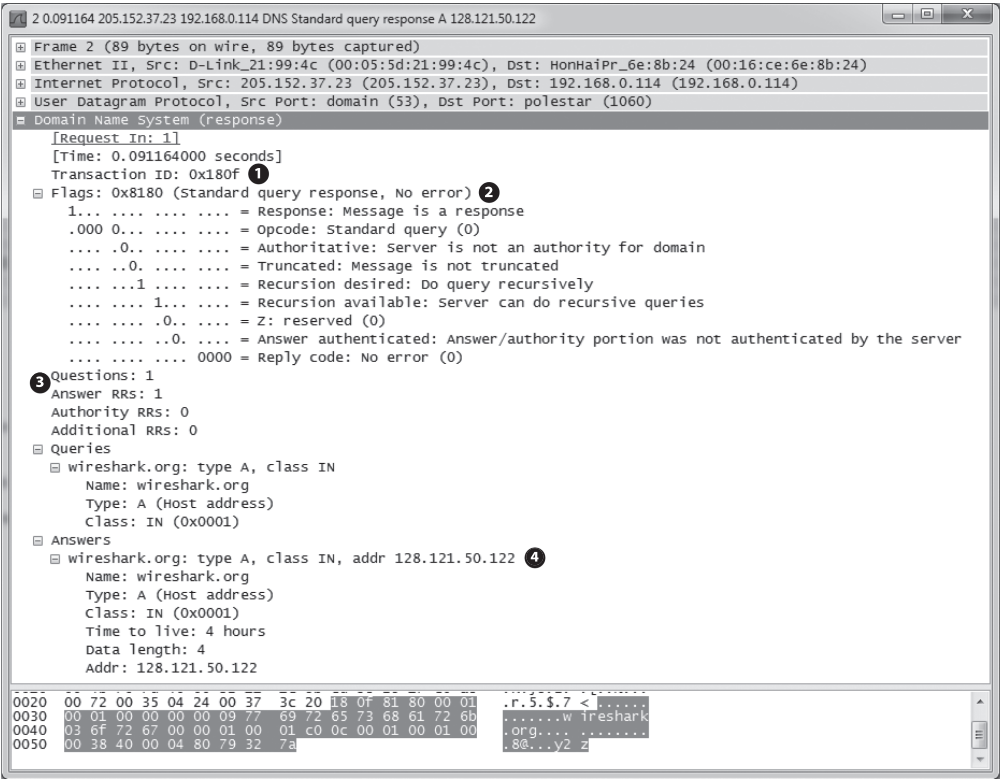 2 0.091164 205.152.37.23 192.168.0.114 DNS Standard query response A 128.121.50.122
Frame 2 (89 bytes on wire, 89 bytes captured)
Ethernet II, Src: D-Link_21:99:4c (00:05:5d:21:99:4c), Dst: HonHaiPr_6e:8b:24 (00:16:ce:6e:8b:24)
Internet Protocol, Src: 205.152.37.23 (205.152.37.23), Dst: 192.168.0.114 (192.168.0.114)
User Datagram Protocol, Src Port: domain (53), Dst Port: polestar (1060)
Domain Name System (response)
[Request In: 1]
[Time: 0.091164000 seconds]
Transaction ID: 0x180f 1
Flags: 0x8180 (Standard query response, No error) 2
1... .... .... .... = Response: Message is a response
.000 0... .... .... = Opcode: Standard query (0)
.... .0.. .... .... = Authoritative: Server is not an authority for domain
.... ..0. .... .... = Truncated: Message is not truncated
.... ...1 .... .... = Recursion desired: Do query recursively
.... .... 1... .... = Recursion available: Server can do recursive queries
.... .... .0.. .... = Z: reserved (0)
.... .... ..0. .... = Answer authenticated: Answer/authority portion was not authenticated by the server
.... .... .... 0000 = Reply code: No error (0)
3 Questions: 1
Answer RRs: 1
Authority RRs: 0
Additional RRs: 0
Queries
wireshark.org: type A, class IN
Name: wireshark.org
Type: A (Host address)
Class: IN (0x0001)
Answers
wireshark.org: type A, class IN, addr 128.121.50.122 4
Name: wireshark.org
Type: A (Host address)
Class: IN (0x0001)
Time to live: 4 hours
Data length: 4
Addr: 128.121.50.122
0020 00 72 00 35 04 24 00 37 3c 20 18 0f 81 80 00 01 .r.5.$.7 < ......
0030 00 01 00 00 00 00 09 77 69 72 65 73 68 61 72 6b .......w ireshark
0040 03 6f 72 67 00 00 01 00 01 c0 0c 00 01 00 01 00 .org.... ........
0050 00 38 40 00 04 80 79 32 7a .8@...y2 z